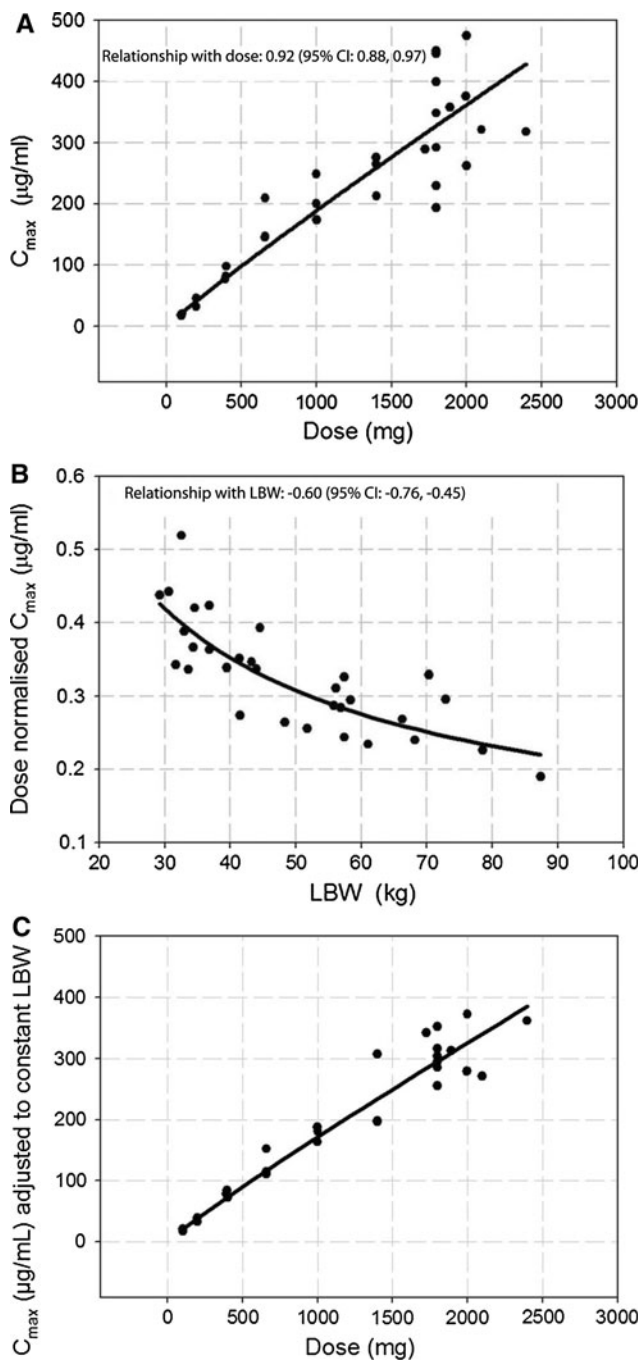 A
500
400
300
200
100
0
Cmax (µg/ml)
Relationship with dose: 0.92 (95% CI: 0.88, 0.97)
0 500 1000 1500 2000 2500 3000
Dose (mg)
B
0.6
0.5
0.4
0.3
0.2
0.1
Dose normalised Cmax (µg/ml)
Relationship with LBW: -0.60 (95% CI: -0.76, -0.45)
20 30 40 50 60 70 80 90 100
LBW (kg)
C
500
400
300
200
100
0
Cmax (µg/mL) adjusted to constant LBW
0 500 1000 1500 2000 2500 3000
Dose (mg)